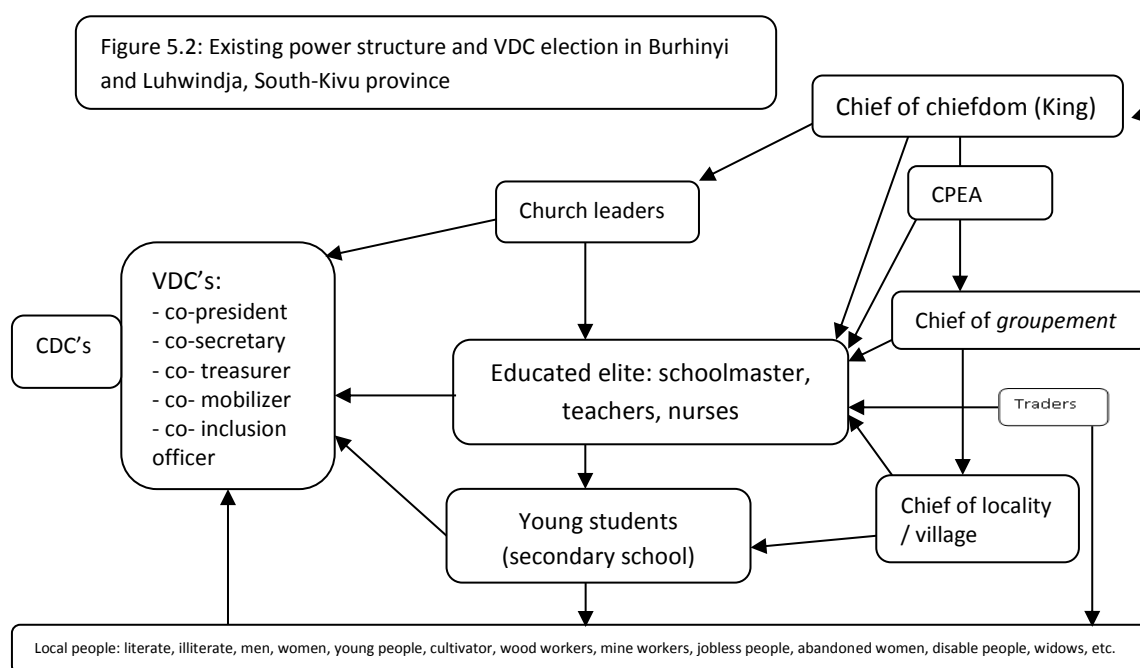 Figure 5.2: Existing power structure and VDC election in Burhinyi
and Luhwindja, South-Kivu province
Chief of chiefdom (King)
CPEA
Church leaders
VDC's:
- co-president
- co-secretary
- co- treasurer
- co- mobilizer
- co- inclusion
officer
CDC's
Chief of groupement
Educated elite: schoolmaster,
teachers, nurses
Traders
Young students
(secondary school)
Chief of locality
/ village
Local people: literate, illiterate, men, women, young people, cultivator, wood workers, mine workers, jobless people, abandoned women, disable people, widows, etc.